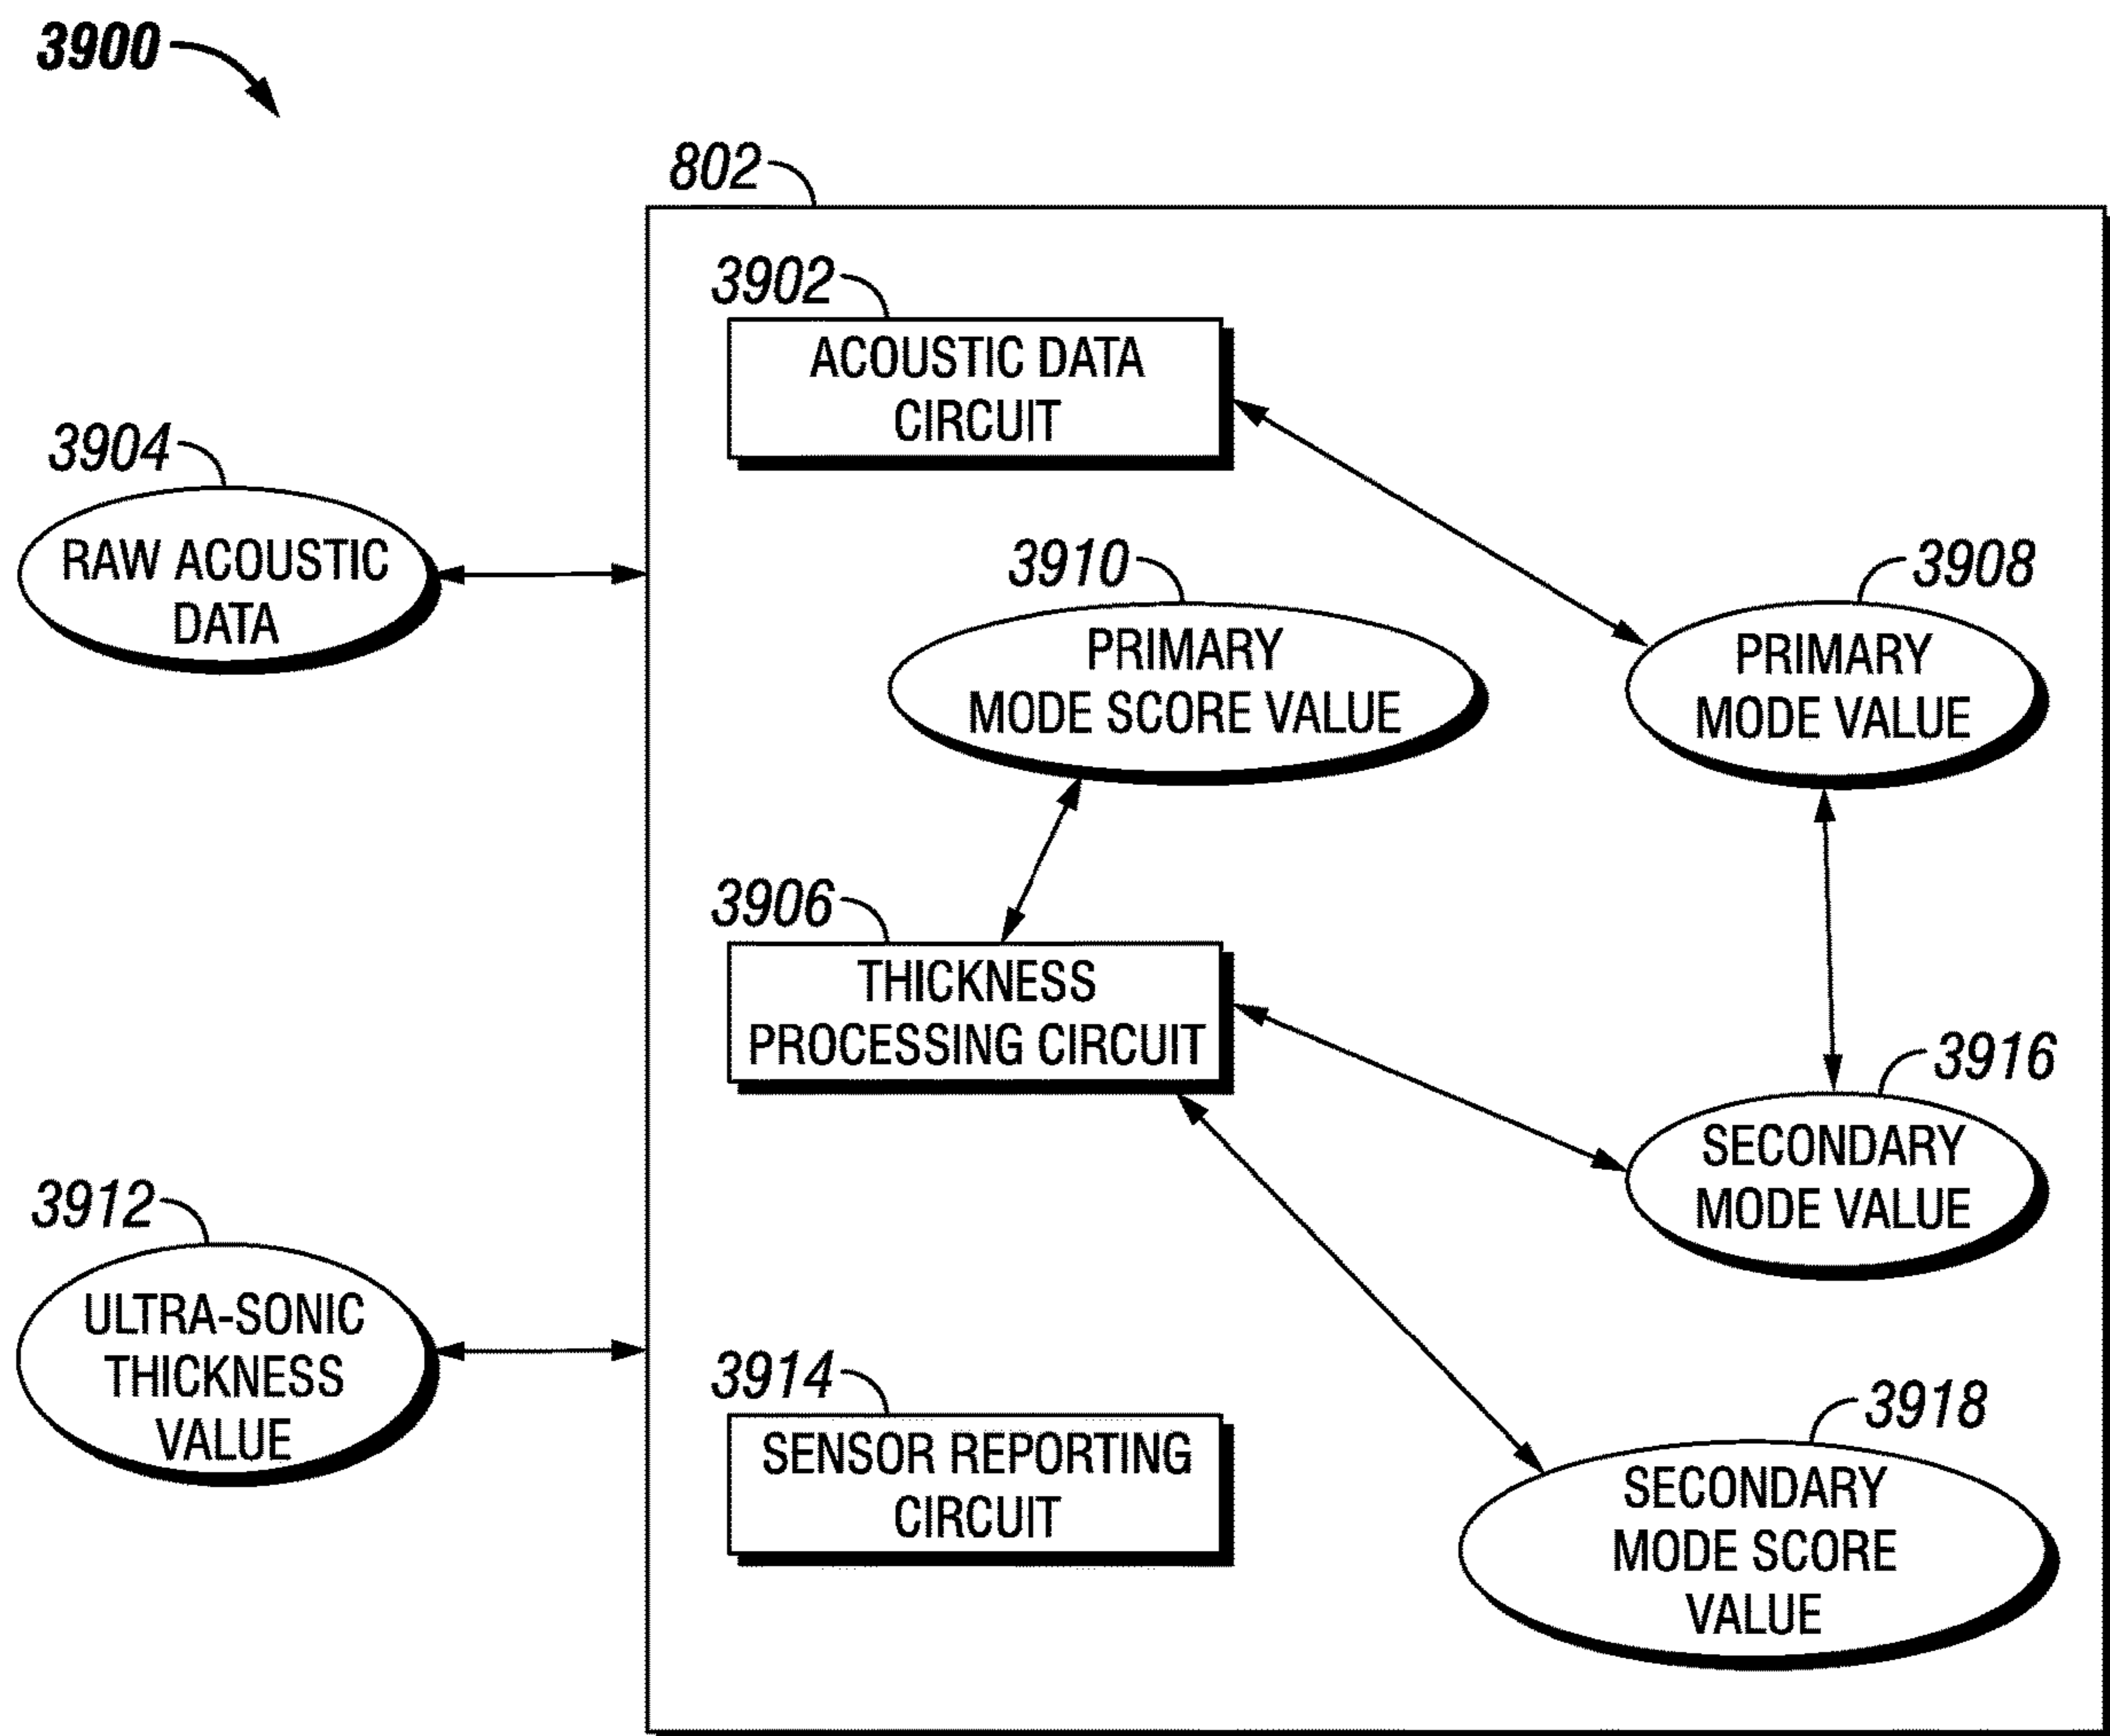 3900
802
3902
ACOUSTIC DATA
CIRCUIT
3904
RAW ACOUSTIC
DATA
3910
PRIMARY
MODE SCORE VALUE
3908
PRIMARY
MODE VALUE
3906
THICKNESS
PROCESSING CIRCUIT
3916
SECONDARY
MODE VALUE
3912
ULTRA-SONIC
THICKNESS
VALUE
3914
SENSOR REPORTING
CIRCUIT
3918
SECONDARY
MODE SCORE
VALUE